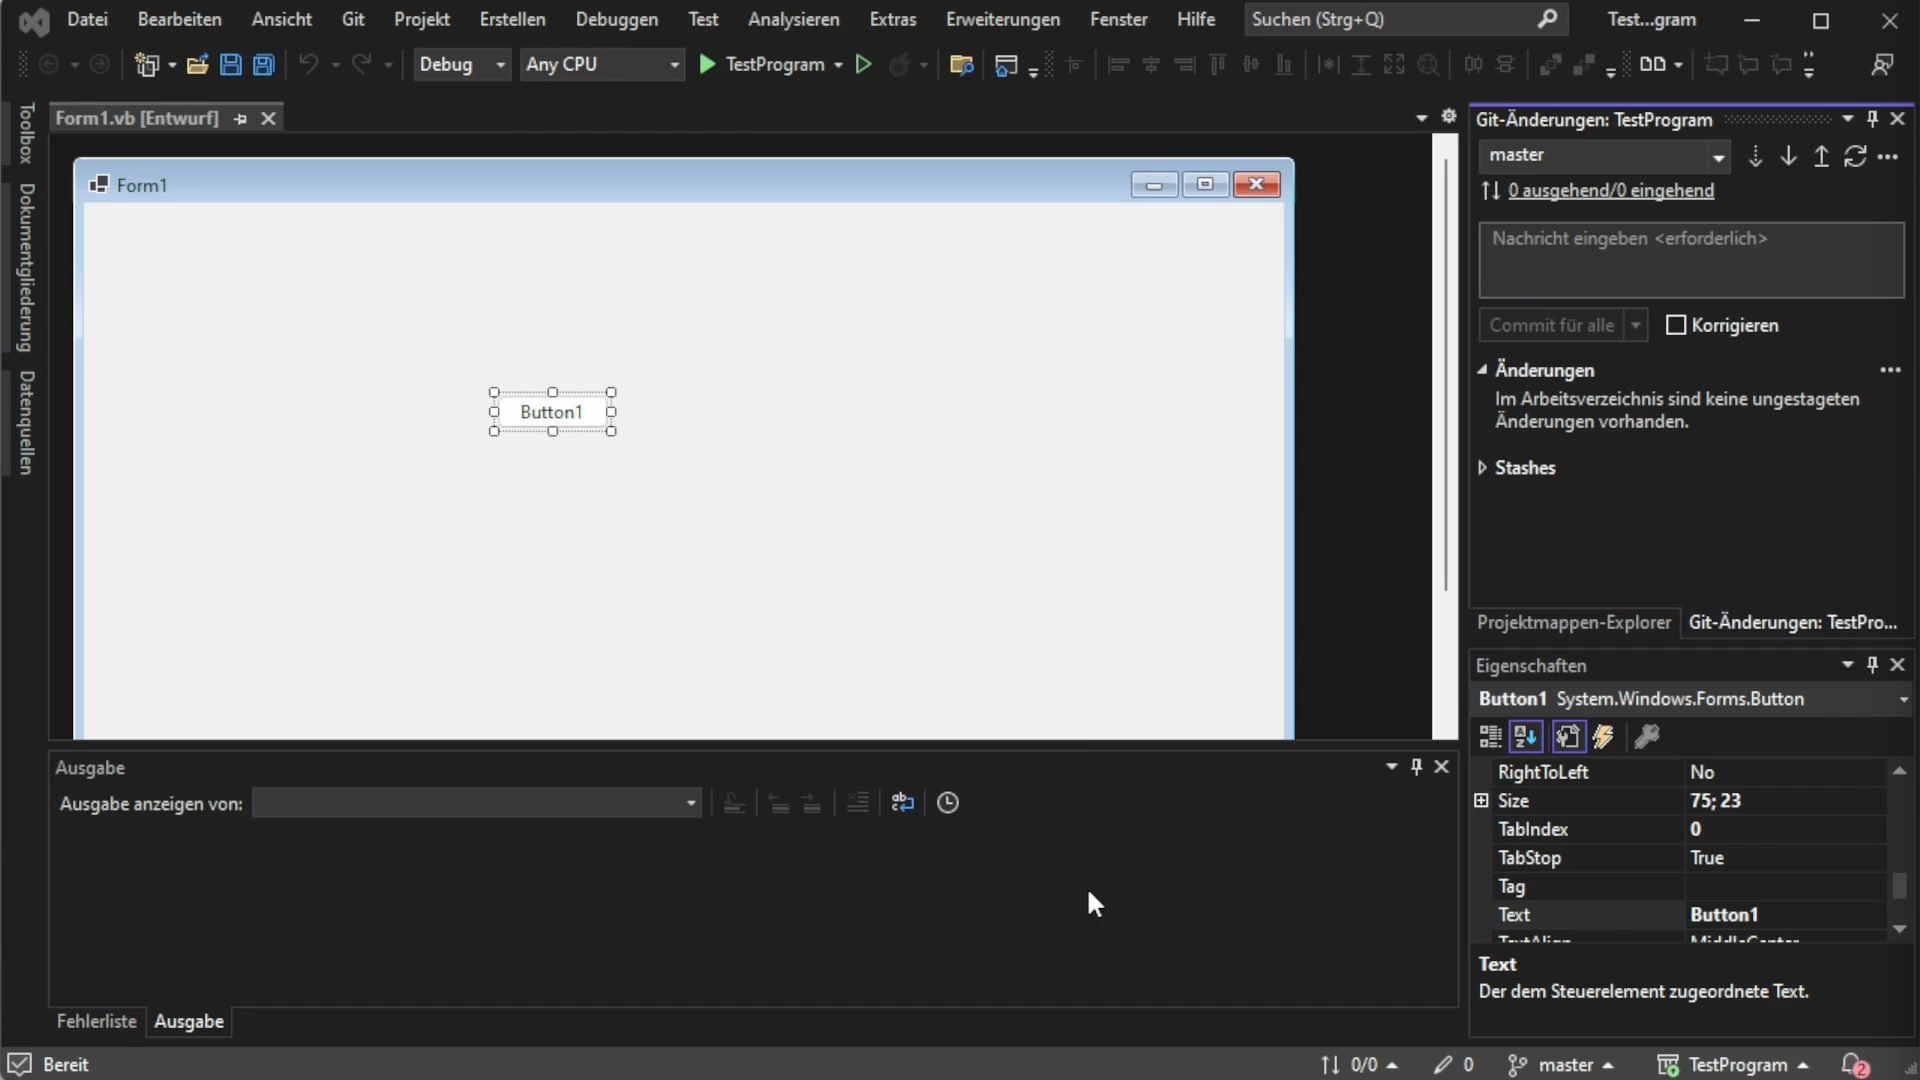 Datei Bearbeiten Ansicht Git Projekt Erstellen Debuggen Test Analysieren Extras Erweiterungen Fenster Hilfe Suchen (Strg+Q) Test...gram
Debug Any CPU TestProgram
Toolbox
Dokumentgliederung
Datenquellen
Form1.vb [Entwurf]
Form1
Button1
Ausgabe
Ausgabe anzeigen von:
Fehlerliste Ausgabe
Git-Änderungen: TestProgram
master
0 ausgehend/0 eingehend
Nachricht eingeben <erforderlich>
Commit für alle Korrigieren
Änderungen
Im Arbeitsverzeichnis sind keine ungestageten
Änderungen vorhanden.
Stashes
Projektmappen-Explorer Git-Änderungen: TestPro...
Eigenschaften
Button1 System.Windows.Forms.Button
RightToLeft No
Size 75; 23
TabIndex 0
TabStop True
Tag
Text Button1
TextAlign MiddleCenter
Text
Der dem Steuerelement zugeordnete Text.
Bereit 0/0 0 master TestProgram 2